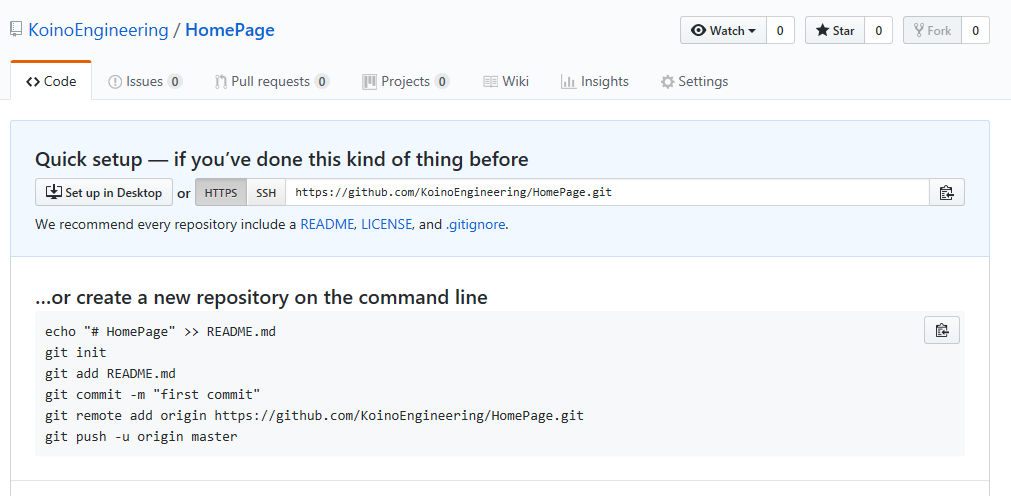 KoinoEngineering / HomePage
Watch 0 Star 0 Fork 0
Code Issues 0 Pull requests 0 Projects 0 Wiki Insights Settings
Quick setup — if you've done this kind of thing before
Set up in Desktop or HTTPS SSH https://github.com/KoinoEngineering/HomePage.git
We recommend every repository include a README, LICENSE, and .gitignore.
…or create a new repository on the command line
echo "# HomePage" >> README.md
git init
git add README.md
git commit -m "first commit"
git remote add origin https://github.com/KoinoEngineering/HomePage.git
git push -u origin master